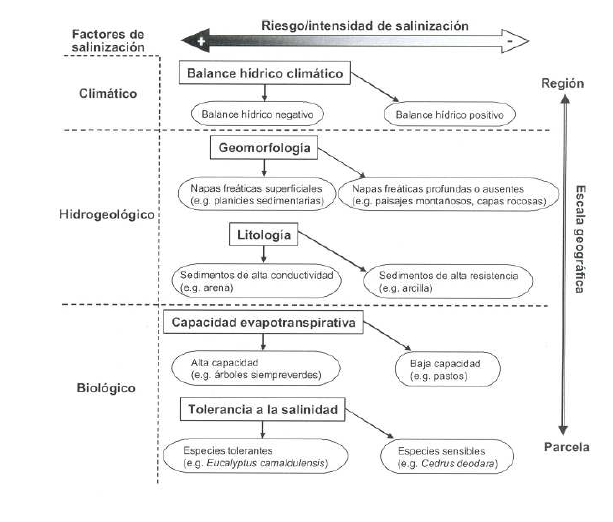 Factores de
salinización
Riesgo/intensidad de salinización
+
-
Climático
Balance hídrico climático
Balance hídrico negativo
Balance hídrico positivo
Región
Hidrogeológico
Geomorfología
Napas freáticas superficiales
(e.g. planicies sedimentarias)
Napas freáticas profundas o ausentes
(e.g. paisajes montañosos, capas rocosas)
Litología
Sedimentos de alta conductividad
(e.g. arena)
Sedimentos de alta resistencia
(e.g. arcilla)
Escala geográfica
Biológico
Capacidad evapotranspirativa
Alta capacidad
(e.g. árboles siempreverdes)
Baja capacidad
(e.g. pastos)
Tolerancia a la salinidad
Especies tolerantes
(e.g. Eucalyptus camaldulensis)
Especies sensibles
(e.g. Cedrus deodara)
Parcela